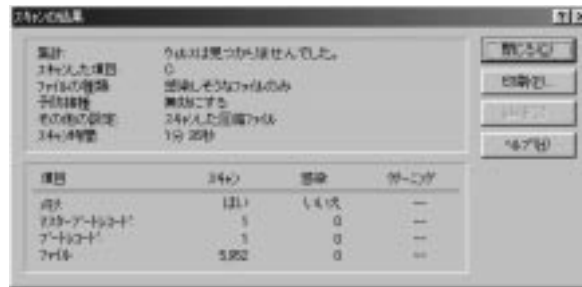 スキャンの結果
集計: ウィルスは見つかりませんでした。
スキャンした項目: C:
ファイルの種類: 感染しそうなファイルのみ
予防接種: 無効にする
その他の設定: スキャンした圧縮ファイル
スキャン時間: 1分 35秒
閉じる(C)
印刷(P)...
ヘルプ(H)
項目 スキャン 感染 クリーニング
メモリ はい いいえ ---
マスターブートレコード: 1 0 ---
ブートレコード: 1 0 ---
ファイル: 5,952 0 ---